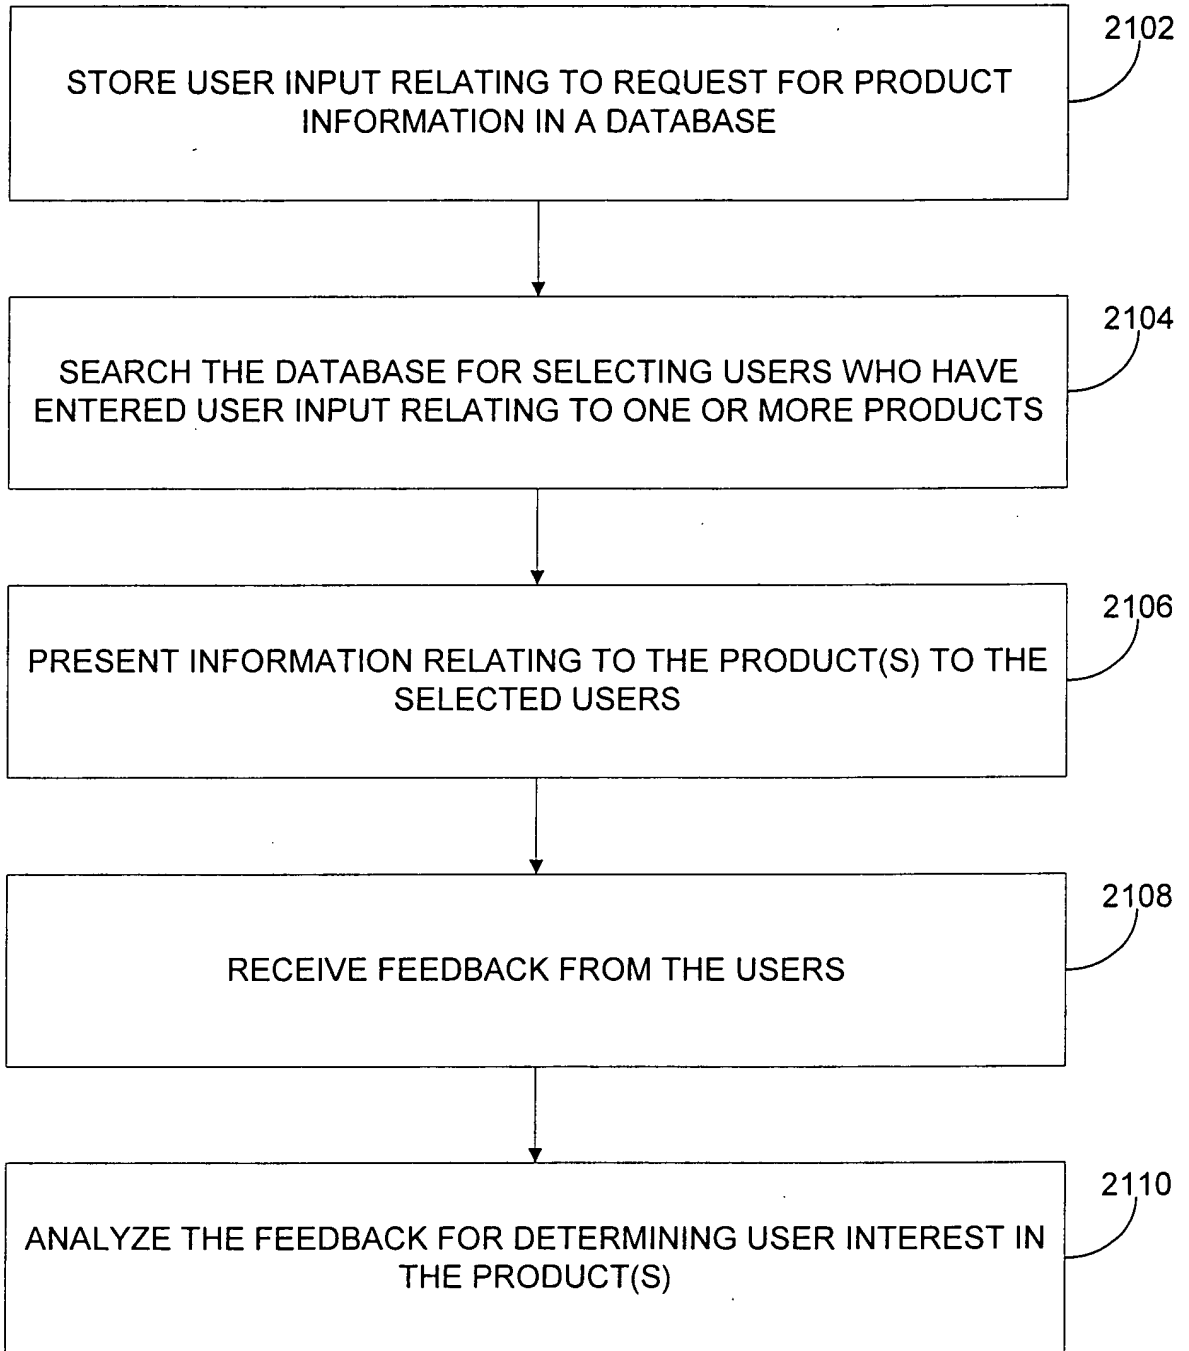 2102
STORE USER INPUT RELATING TO REQUEST FOR PRODUCT
INFORMATION IN A DATABASE
2104
SEARCH THE DATABASE FOR SELECTING USERS WHO HAVE
ENTERED USER INPUT RELATING TO ONE OR MORE PRODUCTS
2106
PRESENT INFORMATION RELATING TO THE PRODUCT(S) TO THE
SELECTED USERS
2108
RECEIVE FEEDBACK FROM THE USERS
2110
ANALYZE THE FEEDBACK FOR DETERMINING USER INTEREST IN
THE PRODUCT(S)